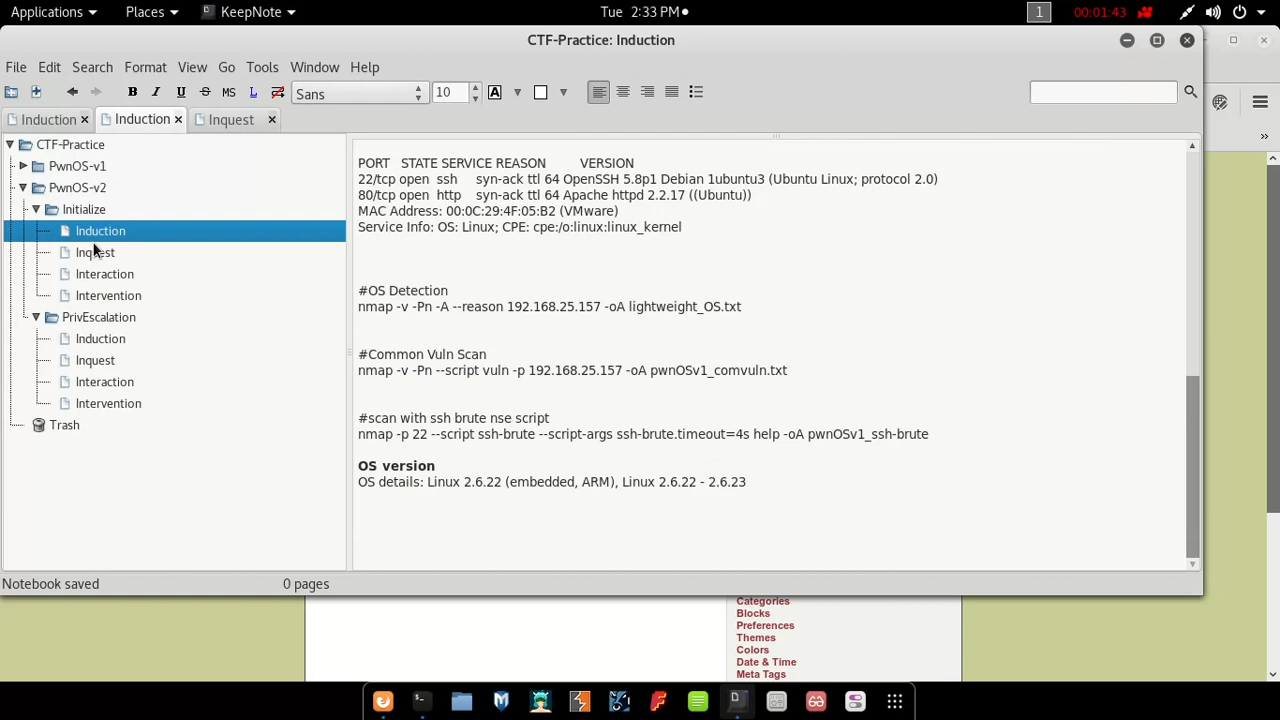 Applications
Places
KeepNote
Tue 2:33 PM
1
00:01:43
CTF-Practice: Induction
File Edit Search Format View Go Tools Window Help
B I U S MS L Sans 10 A
Induction
Induction
Inquest
CTF-Practice
PwnOS-v1
PwnOS-v2
Initialize
Induction
Inquest
Interaction
Intervention
PrivEscalation
Induction
Inquest
Interaction
Intervention
Trash
PORT STATE SERVICE REASON VERSION
22/tcp open ssh syn-ack ttl 64 OpenSSH 5.8p1 Debian 1ubuntu3 (Ubuntu Linux; protocol 2.0)
80/tcp open http syn-ack ttl 64 Apache httpd 2.2.17 ((Ubuntu))
MAC Address: 00:0C:29:4F:05:B2 (VMware)
Service Info: OS: Linux; CPE: cpe:/o:linux:linux_kernel
#OS Detection
nmap -v -Pn -A --reason 192.168.25.157 -oA lightweight_OS.txt
#Common Vuln Scan
nmap -v -Pn --script vuln -p 192.168.25.157 -oA pwnOSv1_comvuln.txt
#scan with ssh brute nse script
nmap -p 22 --script ssh-brute --script-args ssh-brute.timeout=4s help -oA pwnOSv1_ssh-brute
OS version
OS details: Linux 2.6.22 (embedded, ARM), Linux 2.6.22 - 2.6.23
Notebook saved
0 pages
Categories
Blocks
Preferences
Themes
Colors
Date & Time
Meta Tags